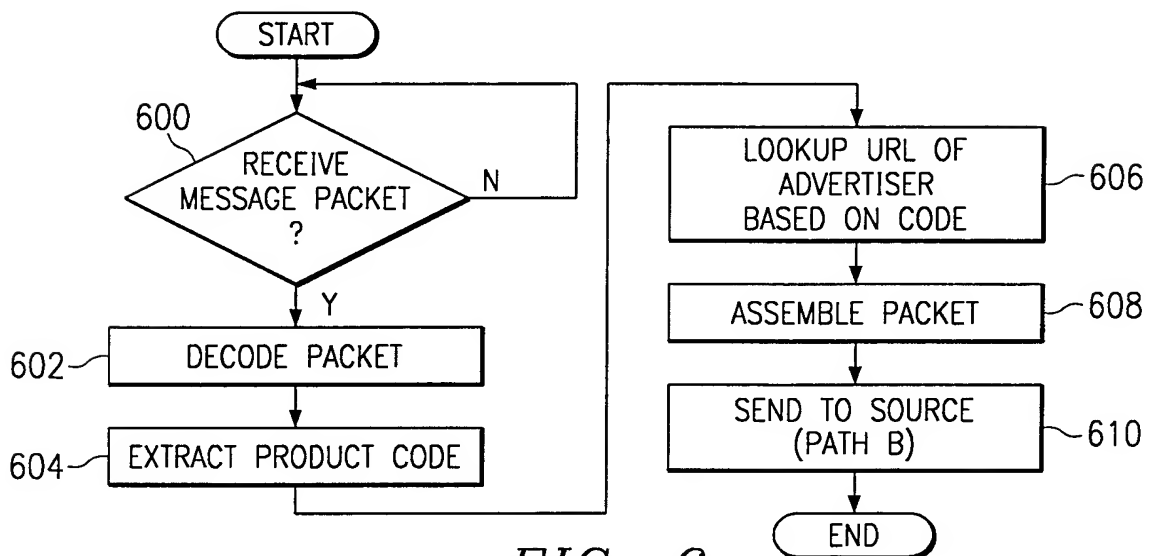 START
600
RECEIVE
MESSAGE PACKET
?
N
Y
602
DECODE PACKET
604
EXTRACT PRODUCT CODE
LOOKUP URL OF
ADVERTISER
BASED ON CODE
606
ASSEMBLE PACKET
608
SEND TO SOURCE
(PATH B)
610
END
FIG.